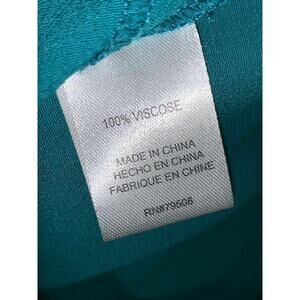 100% VISCOSE
MADE IN CHINA
HECHO EN CHINA
FABRIQUE EN CHINE
RN#79508